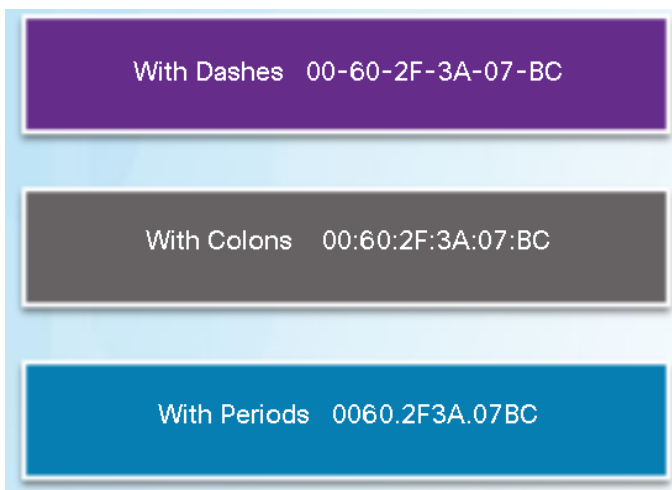 With Dashes 00-60-2F-3A-07-BC
With Colons 00:60:2F:3A:07:BC
With Periods 0060.2F3A.07BC